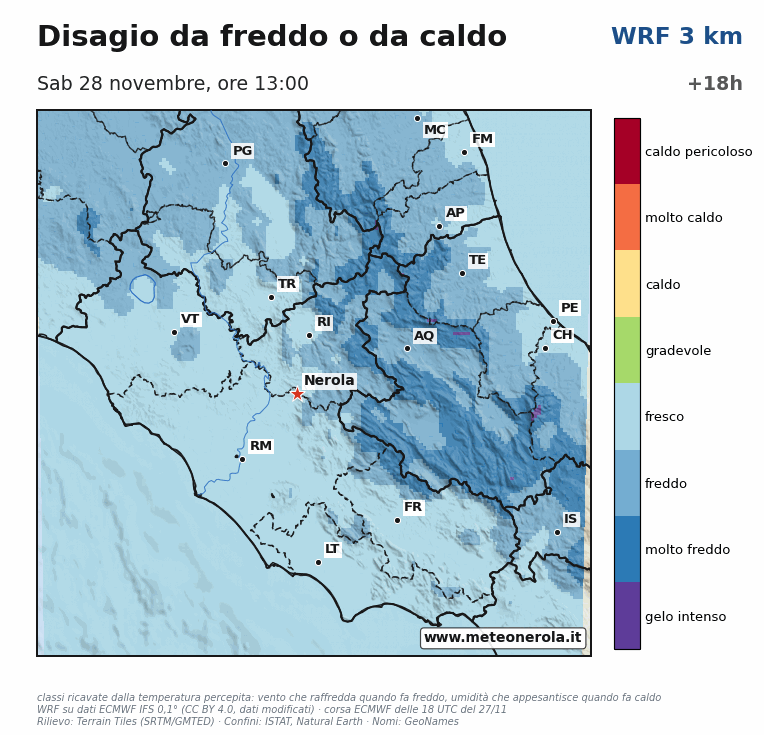 Disagio da freddo o da caldo
WRF 3 km
Sab 28 novembre, ore 13:00
+18h
MC
FM
PG
AP
TE
TR
PE
VT
RI
AQ
CH
Nerola
RM
FR
IS
LT
www.meteonerola.it
caldo pericoloso
molto caldo
caldo
gradevole
fresco
freddo
molto freddo
gelo intenso
classi ricavate dalla temperatura percepita: vento che raffredda quando fa freddo, umidità che appesantisce quando fa caldo
WRF su dati ECMWF IFS 0,1° (CC BY 4.0, dati modificati) · corsa ECMWF delle 18 UTC del 27/11
Rilievo: Terrain Tiles (SRTM/GMTED) · Confini: ISTAT, Natural Earth · Nomi: GeoNames